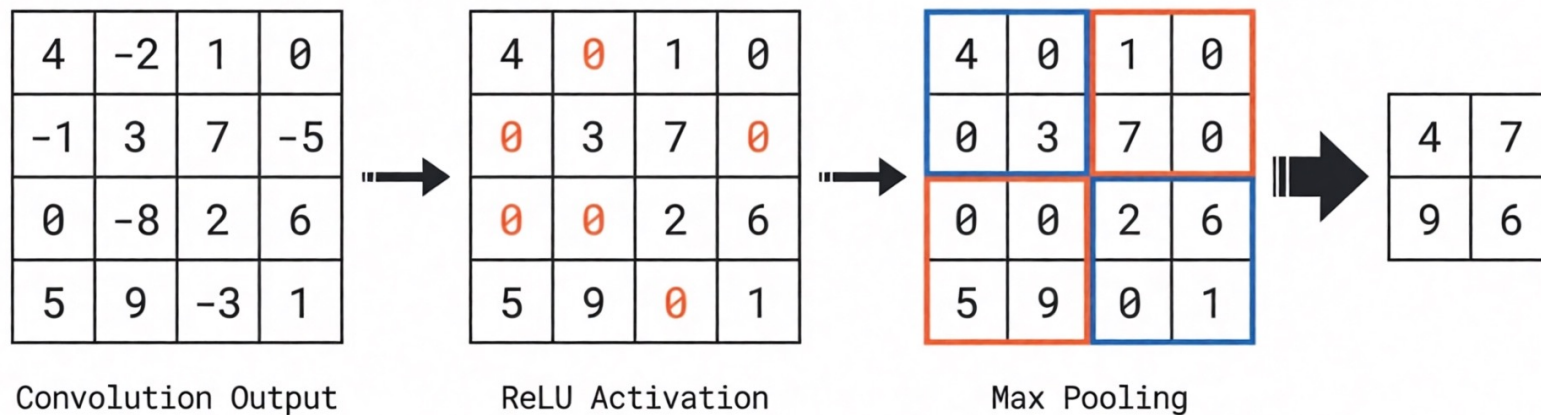 4 −2 1 0
−1 3 7 −5
0 −8 2 6
5 9 −3 1
Convolution Output
4 0 1 0
0 3 7 0
0 0 2 6
5 9 0 1
ReLU Activation
4 0 1 0
0 3 7 0
0 0 2 6
5 9 0 1
Max Pooling
4 7
9 6